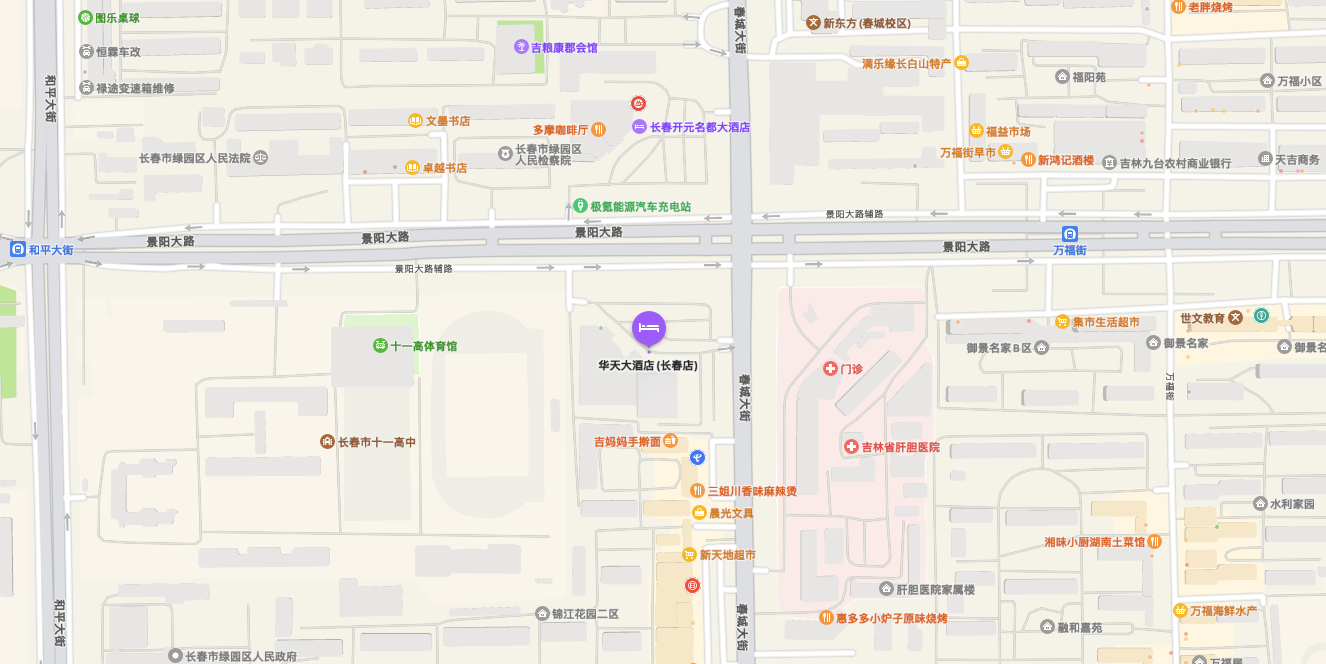 图乐桌球
春城大街
新东方(春城校区)
老胖烧烤
恒霖车改
吉粮康郡会馆
满乐缘长白山特产
福阳苑
万福小区
和平大街
禄途变速箱维修
文墨书店
多摩咖啡厅
长春开元名都大酒店
福益市场
长春市绿园区人民法院
长春市绿园区
人民检察院
万福街早市
新鸿记酒楼
吉林九台农村商业银行
天吉商务
卓越书店
极氪能源汽车充电站
景阳大路辅路
景阳大路
景阳大路
景阳大路
景阳大路
和平大街
万福街
景阳大路辅路
集市生活超市
世文教育
十一高体育馆
华天大酒店(长春店)
门诊
御景名家B区
御景名家
御景名
春城大街
万福街
长春市十一高中
吉妈妈手擀面
吉林省肝胆医院
三姐川香味麻辣烫
晨光文具
水利家园
新天地超市
湘味小厨湖南土菜馆
肝胆医院家属楼
和平大街
锦江花园二区
春城大街
惠多多小炉子原味烧烤
融和嘉苑
万福海鲜水产
长春市绿园区人民政府